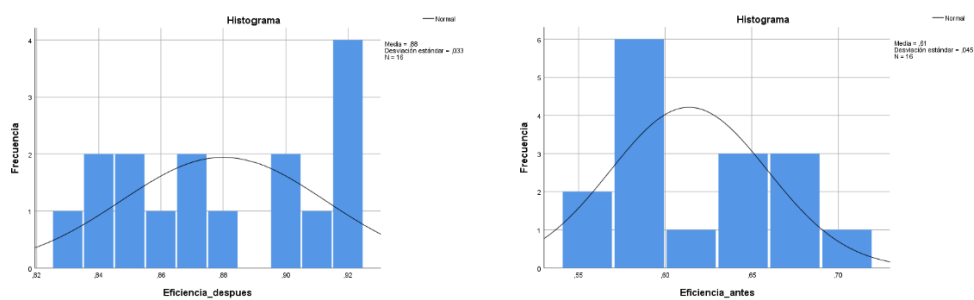 Histograma
Normal
Media = ,88
Desviación estándar = ,033
N = 16
Frecuencia
4
3
2
1
0
,82 ,84 ,86 ,88 ,90 ,92
Eficiencia_despues
Histograma
Normal
Media = ,61
Desviación estándar = ,045
N = 16
Frecuencia
6
5
4
3
2
1
0
,55 ,60 ,65 ,70
Eficiencia_antes